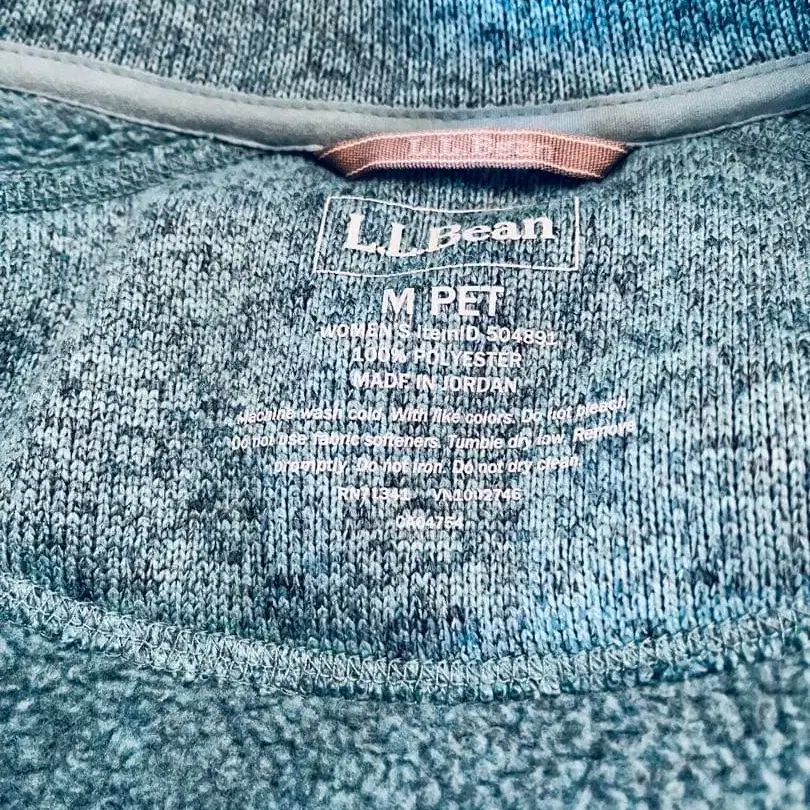 L.L.Bean
L.L.Bean
M PET
WOMEN'S ItemID 504891
100% POLYESTER
MADE IN JORDAN
Machine wash cold. With like colors. Do not bleach
Do not use fabric softeners. Tumble dry low. Remove
promptly. Do not iron. Do not dry clean
RN71341 VN1002746
CA04754